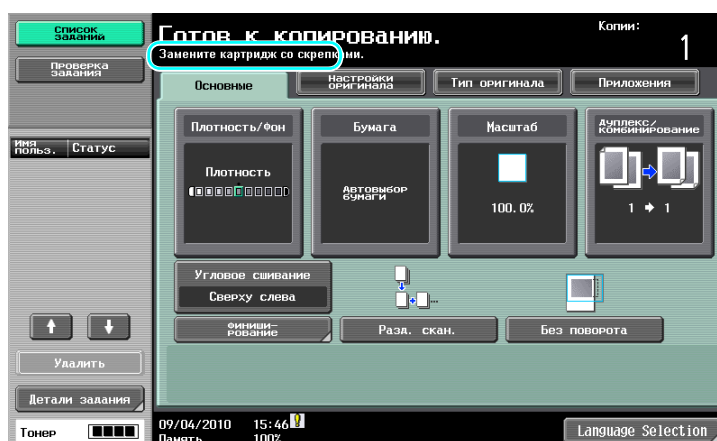 Список
заданий
Готов к копированию.
Копии:
1
Замените картридж со скрепками.
Проверка
задания
Основные
Настройки
оригинала
Тип оригинала
Приложения
Имя
польз.
Статус
Плотность/Фон
Бумага
Масштаб
Дуплекс/
Комбинирование
Плотность
Автовыбор
бумаги
100.0%
1 → 1
Угловое сшивание
Сверху слева
Финиши-
рование
Разд. скан.
Без поворота
Удалить
Детали задания
Тонер
09/04/2010 15:46
Память 100%
Language Selection